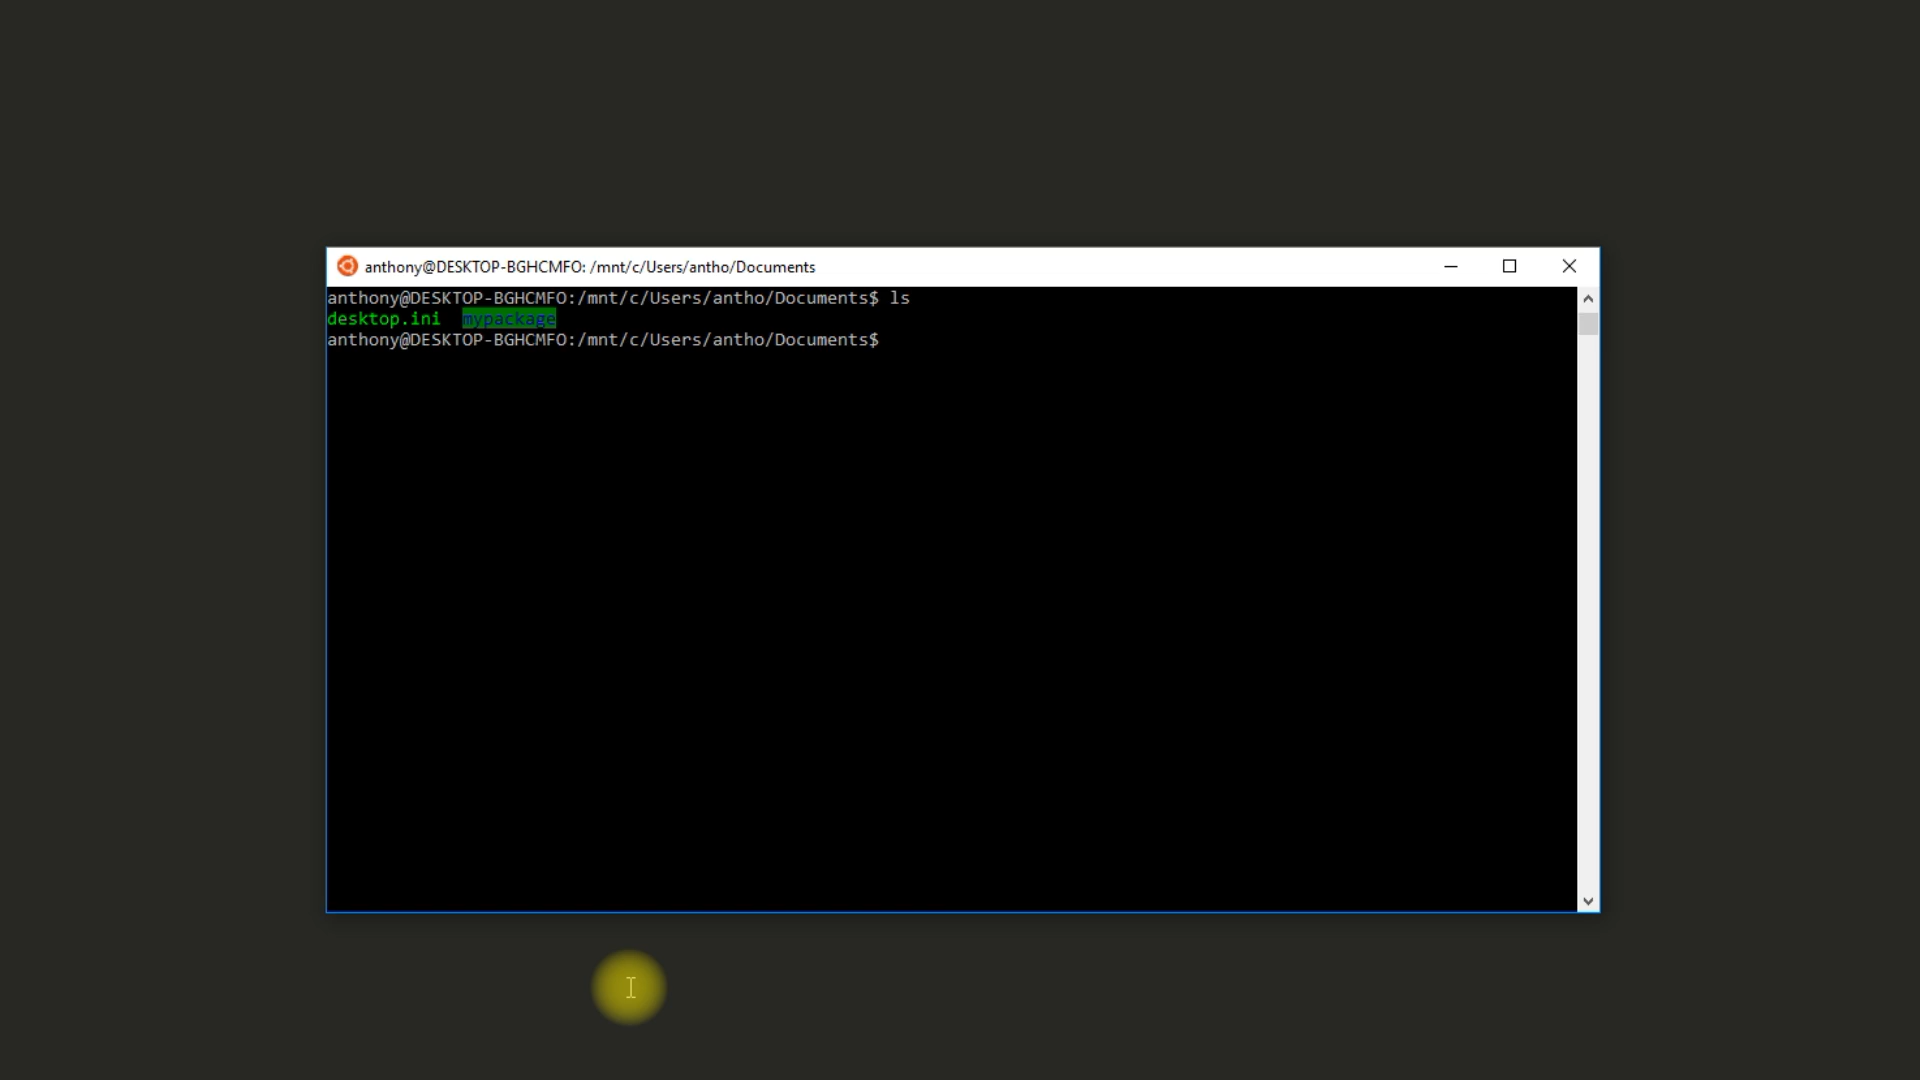 anthony@DESKTOP-BGHCMFO: /mnt/c/Users/antho/Documents
anthony@DESKTOP-BGHCMFO:/mnt/c/Users/antho/Documents$ ls
desktop.ini  mypackage
anthony@DESKTOP-BGHCMFO:/mnt/c/Users/antho/Documents$